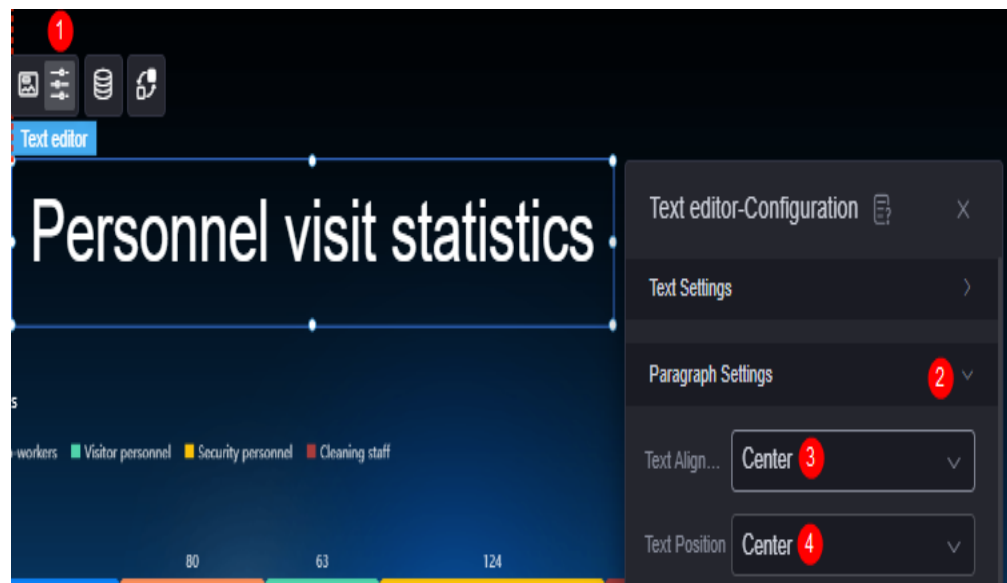 1
Text editor
Personnel visit statistics
Text editor-Configuration
Text Settings
Paragraph Settings 2
s
-workers Visitor personnel Security personnel Cleaning staff
Text Align... Center 3
Text Position Center 4
80 63 124